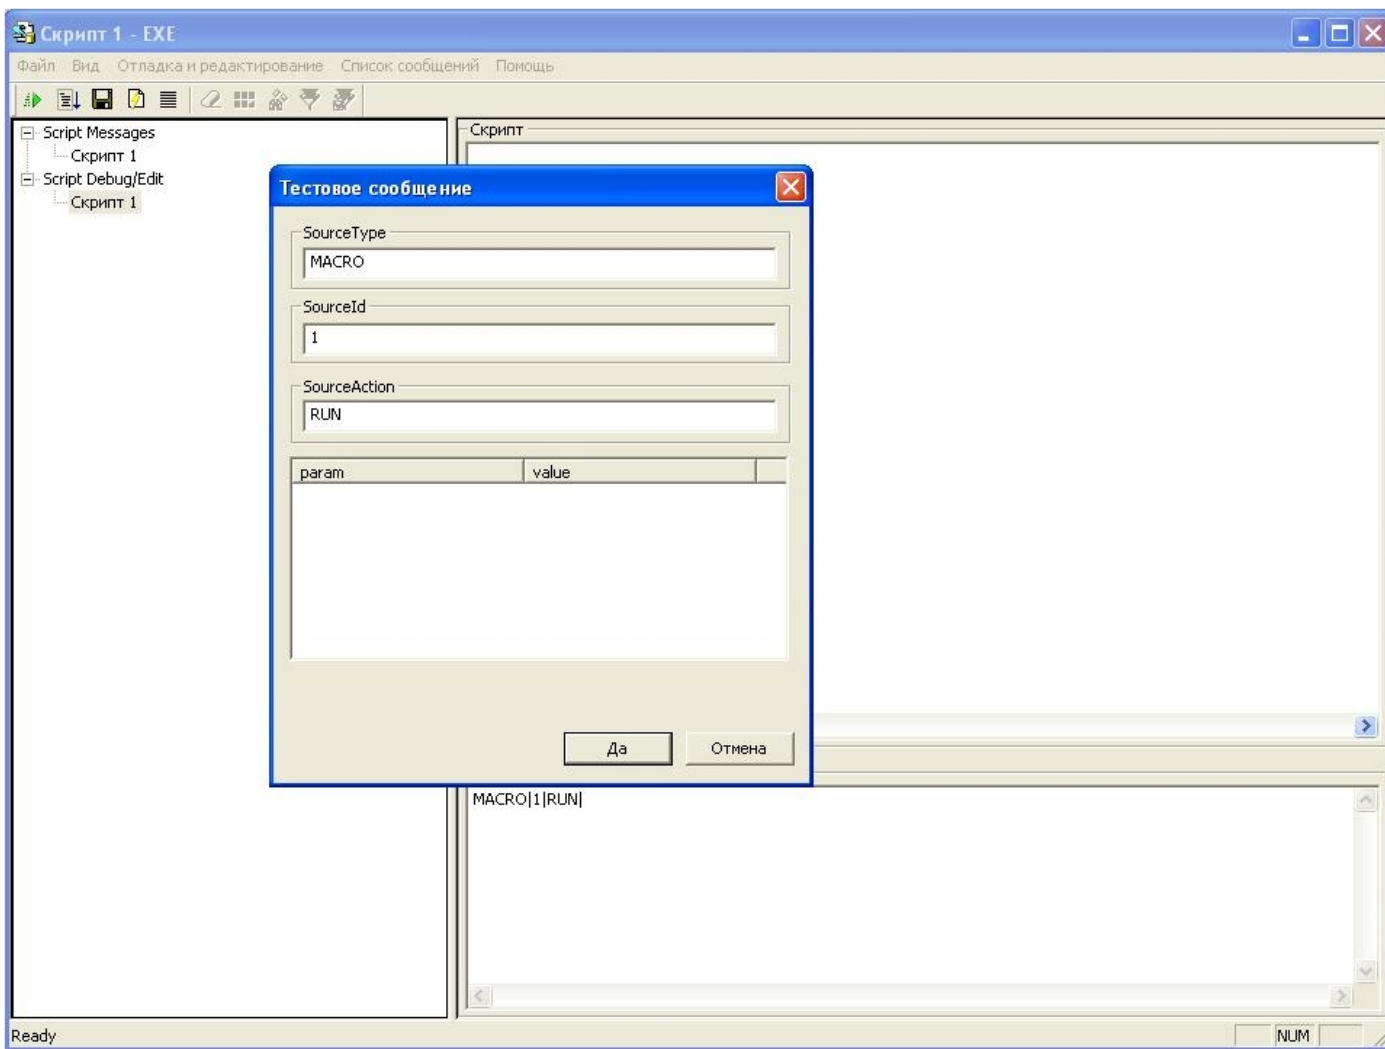 Скрипт 1 - EXE
Файл Вид Отладка и редактирование Список сообщений Помощь
Script Messages
Скрипт 1
Script Debug/Edit
Скрипт 1
Скрипт
Тестовое сообщение
SourceType
MACRO
SourceId
1
SourceAction
RUN
param value
Да Отмена
MACRO|1|RUN|
Ready NUM